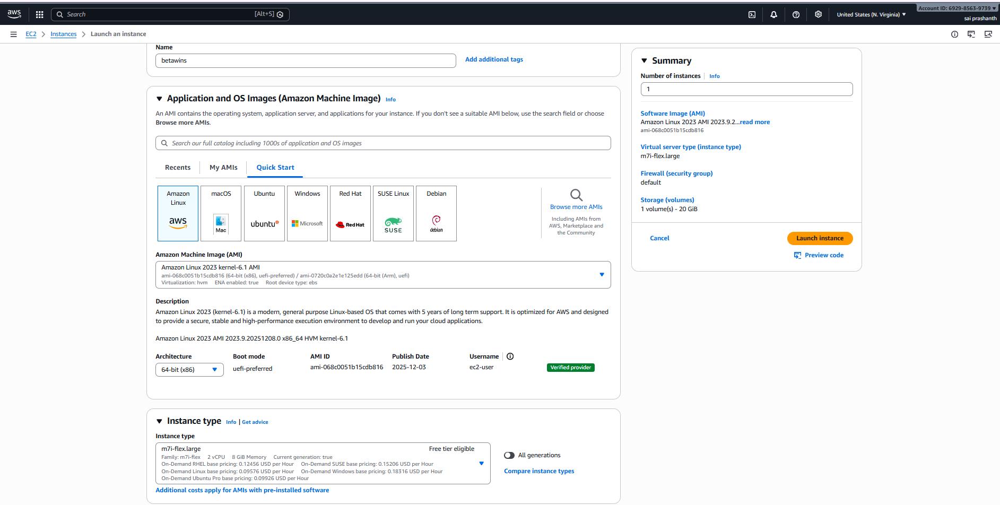 aws
Search
[Alt+S]
United States (N. Virginia)
Account ID: 6929-8563-9739
sai prashanth
EC2
Instances
Launch an instance
Name
betawins
Add additional tags
Application and OS Images (Amazon Machine Image) Info
An AMI contains the operating system, application server, and applications for your instance. If you don't see a suitable AMI below, use the search field or choose
Browse more AMIs.
Search our full catalog including 1000s of application and OS images
Recents
My AMIs
Quick Start
Amazon
Linux
aws
macOS
Mac
Ubuntu
ubuntu
Windows
Microsoft
Red Hat
Red Hat
SUSE Linux
SUSE
Debian
debian
Browse more AMIs
Including AMIs from
AWS, Marketplace and
the Community
Amazon Machine Image (AMI)
Amazon Linux 2023 kernel-6.1 AMI
ami-068c0051b15cdb816 (64-bit (x86), uefi-preferred) / ami-0720c0a2e1e125edd (64-bit (Arm), uefi)
Virtualization: hvm ENA enabled: true Root device type: ebs
Description
Amazon Linux 2023 (kernel-6.1) is a modern, general purpose Linux-based OS that comes with 5 years of long term support. It is optimized for AWS and designed
to provide a secure, stable and high-performance execution environment to develop and run your cloud applications.
Amazon Linux 2023 AMI 2023.9.20251208.0 x86_64 HVM kernel-6.1
Architecture
64-bit (x86)
Boot mode
uefi-preferred
AMI ID
ami-068c0051b15cdb816
Publish Date
2025-12-03
Username
ec2-user
Verified provider
Instance type Info | Get advice
Instance type
m7i-flex.large
Free tier eligible
Family: m7i-flex 2 vCPU 8 GiB Memory Current generation: true
On-Demand RHEL base pricing: 0.12456 USD per Hour On-Demand SUSE base pricing: 0.15206 USD per Hour
On-Demand Linux base pricing: 0.09576 USD per Hour On-Demand Windows base pricing: 0.18316 USD per Hour
On-Demand Ubuntu Pro base pricing: 0.09926 USD per Hour
All generations
Compare instance types
Additional costs apply for AMIs with pre-installed software
Summary
Number of instances Info
1
Software Image (AMI)
Amazon Linux 2023 AMI 2023.9.2...read more
ami-068c0051b15cdb816
Virtual server type (instance type)
m7i-flex.large
Firewall (security group)
default
Storage (volumes)
1 volume(s) - 20 GiB
Cancel
Launch instance
Preview code